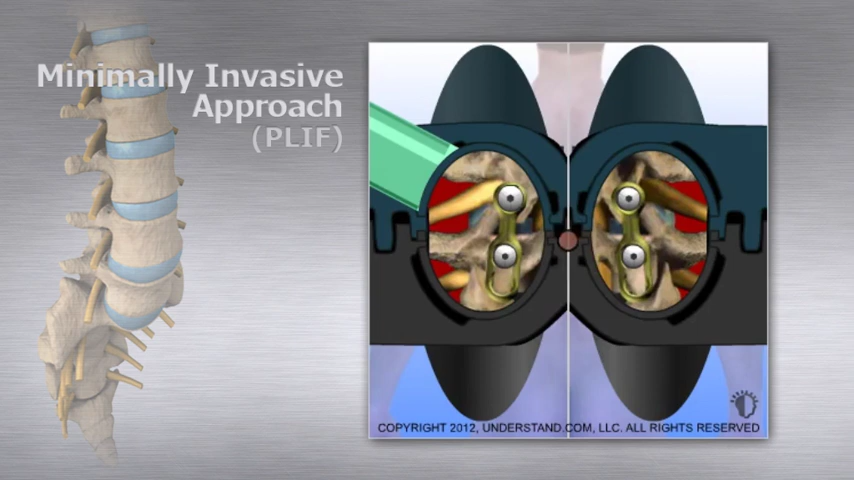 Minimally Invasive
Approach
(PLIF)
COPYRIGHT 2012, UNDERSTAND.COM, LLC. ALL RIGHTS RESERVED